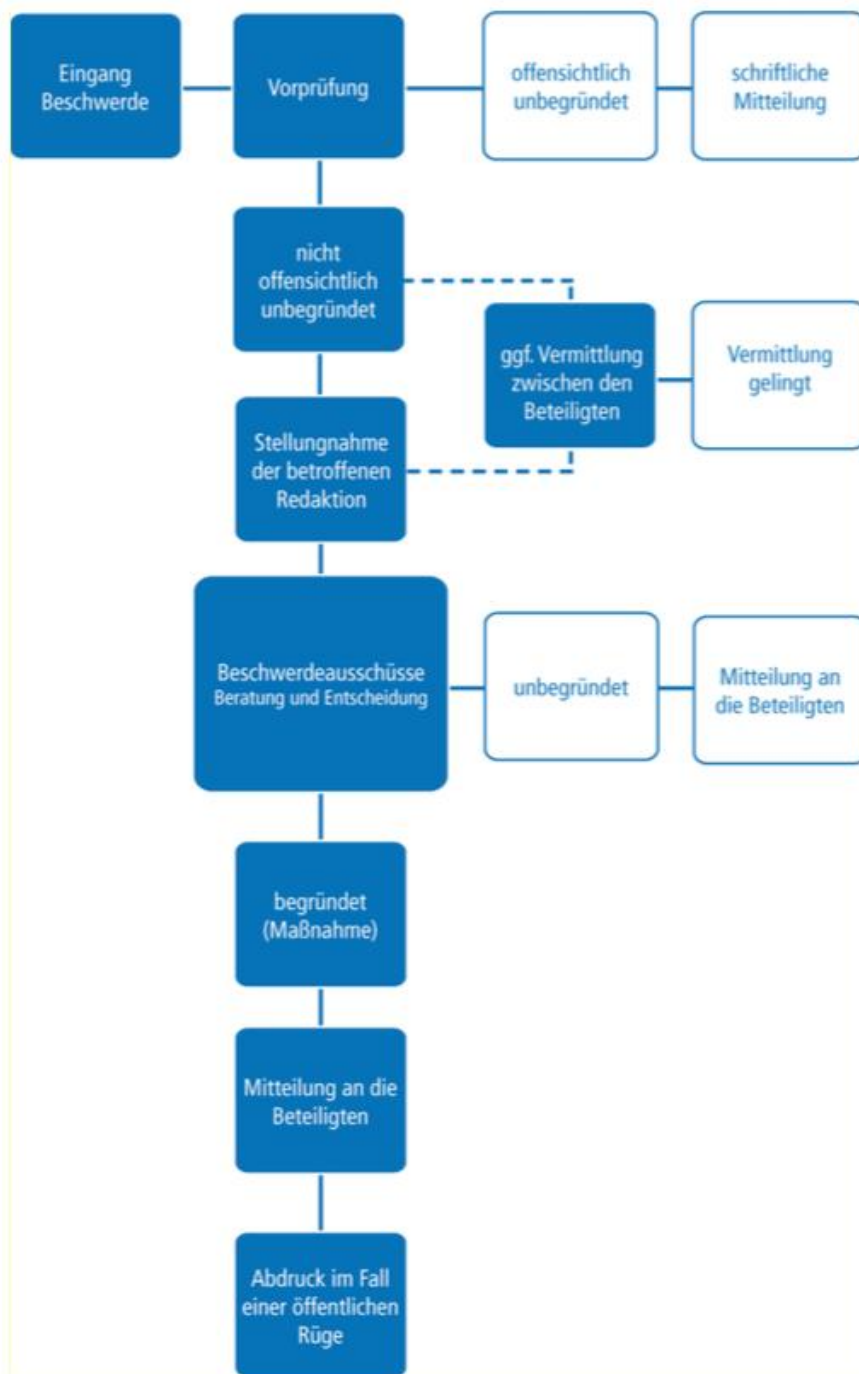 Eingang
Beschwerde
Vorprüfung
offensichtlich
unbegründet
schriftliche
Mitteilung
nicht
offensichtlich
unbegründet
ggf. Vermittlung
zwischen den
Beteiligten
Vermittlung
gelingt
Stellungnahme
der betroffenen
Redaktion
Beschwerdeausschüsse
Beratung und Entscheidung
unbegründet
Mitteilung an
die Beteiligten
begründet
(Maßnahme)
Mitteilung an die
Beteiligten
Abdruck im Fall
einer öffentlichen
Rüge